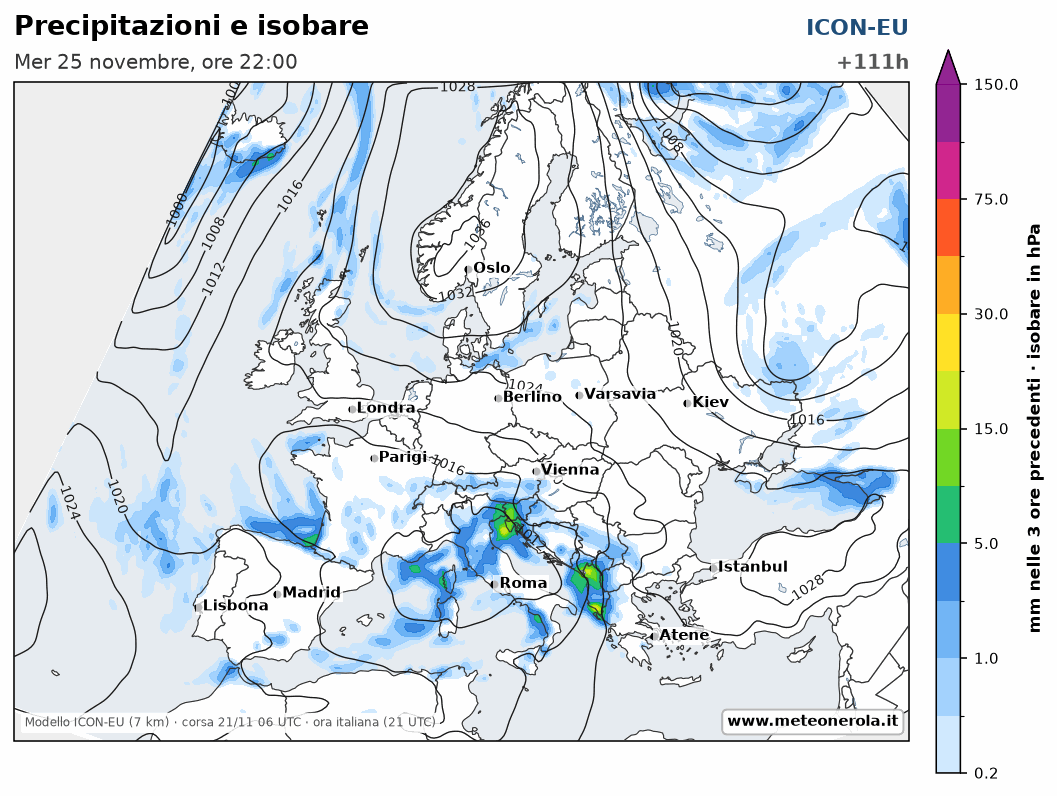 Precipitazioni e isobare
ICON-EU
Mer 25 novembre, ore 22:00
+111h
1028
1008
1016
1000
1008
1036
1012
Oslo
1032
1020
1024
Berlino
Varsavia
Kiev
Londra
1016
Parigi
1016
Vienna
1024
1020
1012
Istanbul
Roma
Madrid
1028
Lisbona
Atene
Modello ICON-EU (7 km) · corsa 21/11 06 UTC · ora italiana (21 UTC)
www.meteonerola.it
150.0
75.0
30.0
15.0
5.0
1.0
0.2
mm nelle 3 ore precedenti · isobare in hPa